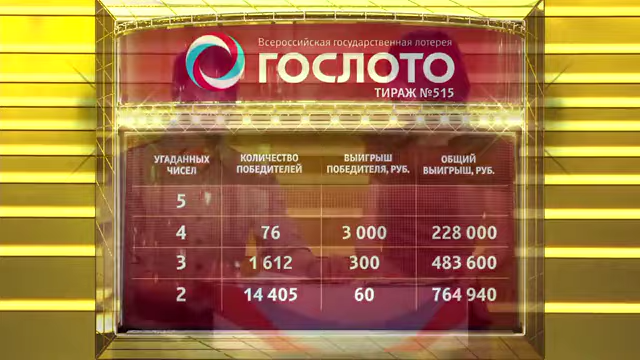 Всероссийская государственная лотерея
ГОСЛОТО
ТИРАЖ №515
УГАДАННЫХ ЧИСЕЛ КОЛИЧЕСТВО ПОБЕДИТЕЛЕЙ ВЫИГРЫШ ПОБЕДИТЕЛЯ, РУБ. ОБЩИЙ ВЫИГРЫШ, РУБ.
5
4 76 3 000 228 000
3 1 612 300 483 600
2 14 405 60 764 940